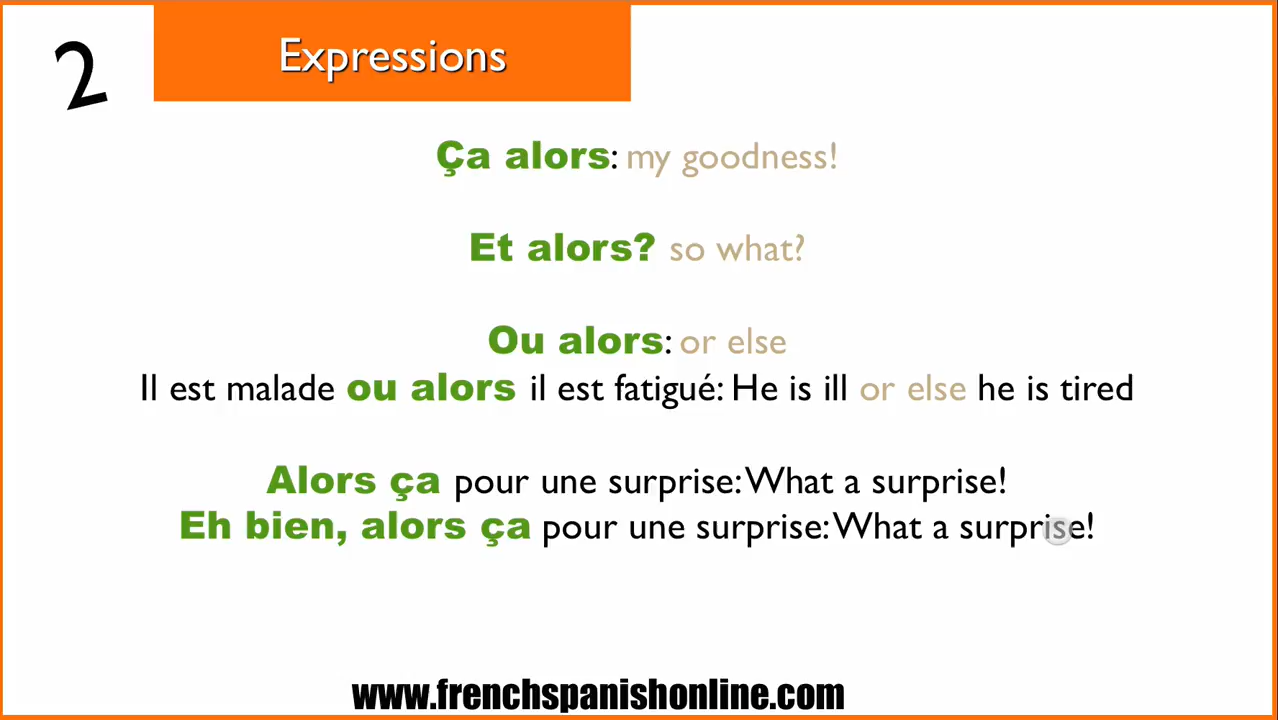 2
Expressions
Ça alors: my goodness!
Et alors? so what?
Ou alors: or else
Il est malade ou alors il est fatigué: He is ill or else he is tired
Alors ça pour une surprise: What a surprise!
Eh bien, alors ça pour une surprise: What a surprise!
www.frenchspanishonline.com